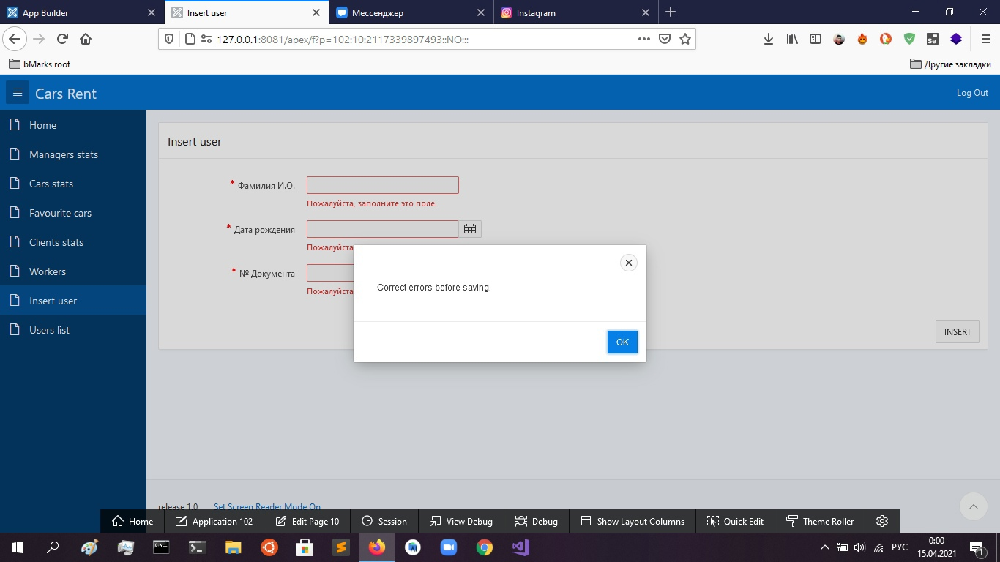 App Builder
Insert user
Мессенджер
Instagram
127.0.0.1:8081/apex/f?p=102:10:2117339897493::NO:::
Se
bMarks root
Другие закладки
Cars Rent
Log Out
Home
Managers stats
Cars stats
Favourite cars
Clients stats
Workers
Insert user
Users list
Insert user
* Фамилия И.О.
Пожалуйста, заполните это поле.
* Дата рождения
Пожалуйста
* № Документа
Пожалуйста
Correct errors before saving.
OK
INSERT
release 1.0 Set Screen Reader Mode On
Home
Application 102
Edit Page 10
Session
View Debug
Debug
Show Layout Columns
Quick Edit
Theme Roller
РУС
0:00
15.04.2021
1